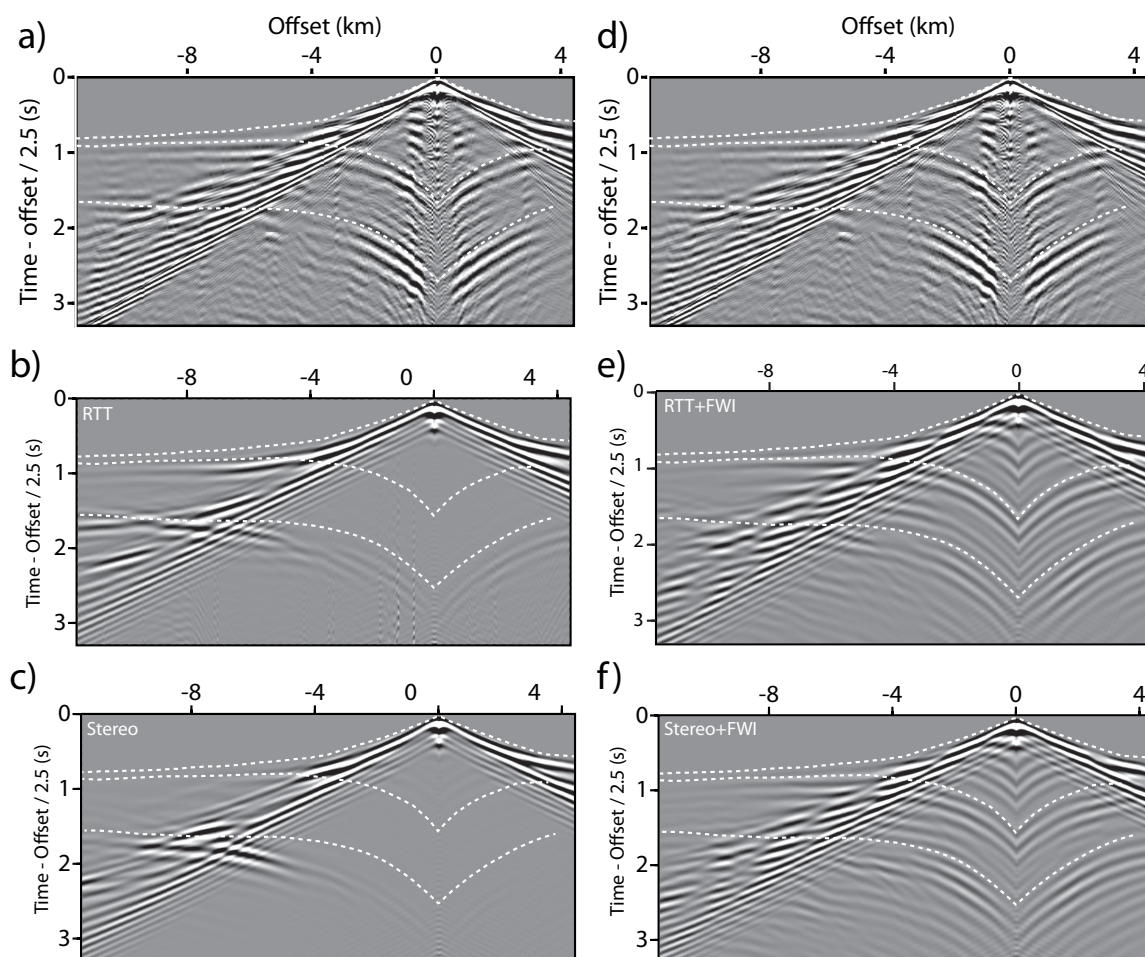 a)
Offset (km)
-8 -4 0 4
0
1
2
3
Time - offset / 2.5 (s)
d)
Offset (km)
-8 -4 0 4
0
1
2
3
Time - offset / 2.5 (s)
b)
-8 -4 0 4
0
1
2
3
Time - Offset / 2.5 (s)
RTT
e)
-8 -4 0 4
0
1
2
3
Time - Offset / 2.5 (s)
RTT+FWI
c)
-8 -4 0 4
0
1
2
3
Time - Offset / 2.5 (s)
Stereo
f)
-8 -4 0 4
0
1
2
3
Time - Offset / 2.5 (s)
Stereo+FWI